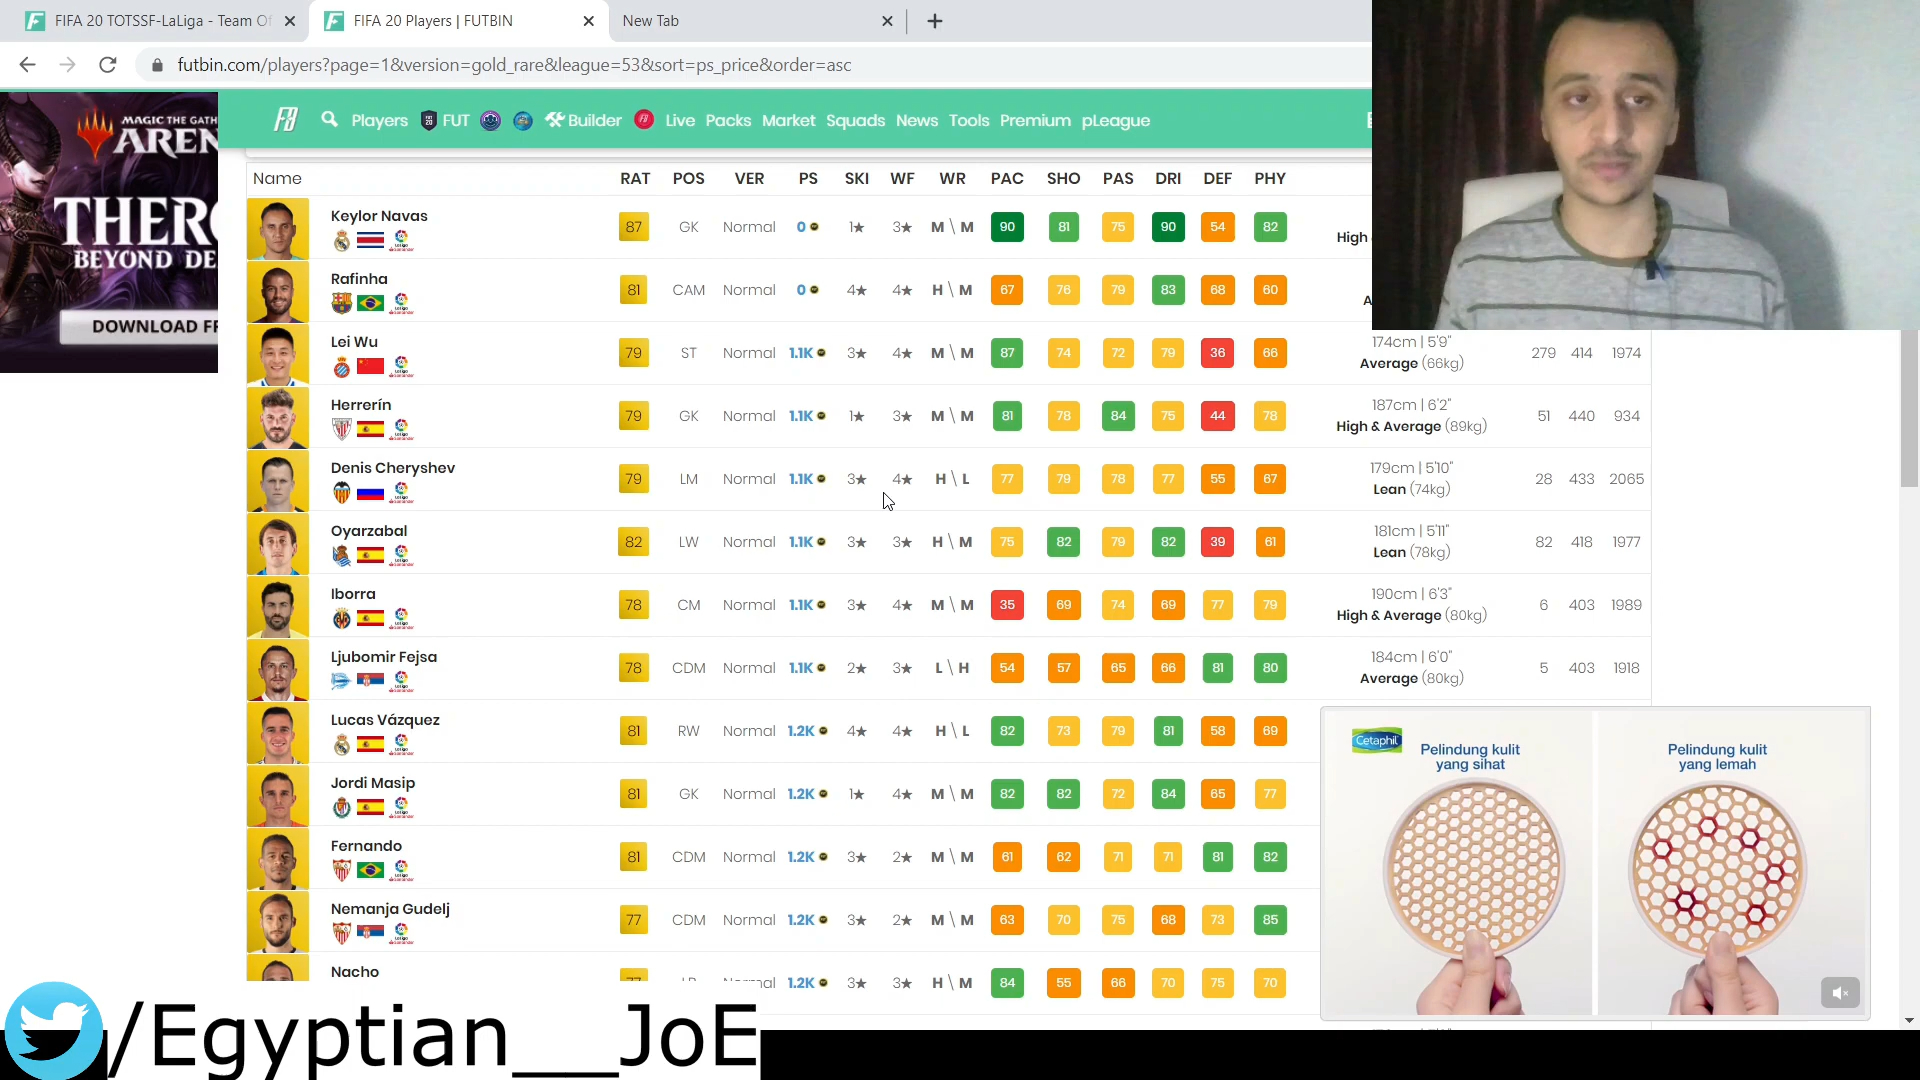 FIFA 20 TOTSSF-LaLiga - Team Of
FIFA 20 Players | FUTBIN
New Tab
futbin.com/players?page=1&version=gold_rare&league=53&sort=ps_price&order=asc
Players FUT Builder Live Packs Market Squads News Tools Premium pLeague
MAGIC THE GATH
AREN
THERO
BEYOND DE
DOWNLOAD FR
Name RAT POS VER PS SKI WF WR PAC SHO PAS DRI DEF PHY
Keylor Navas 87 GK Normal 0 1★ 3★ M \ M 90 81 75 90 54 82
High &
Rafinha 81 CAM Normal 0 4★ 4★ H \ M 67 76 79 83 68 60
A
Lei Wu 79 ST Normal 1.1K 3★ 4★ M \ M 87 74 72 79 36 66 174cm | 5'9" 279 414 1974
Average (66kg)
Herrerín 79 GK Normal 1.1K 1★ 3★ M \ M 81 78 84 75 44 78 187cm | 6'2" 51 440 934
High & Average (89kg)
Denis Cheryshev 79 LM Normal 1.1K 3★ 4★ H \ L 77 79 78 77 55 67 179cm | 5'10" 28 433 2065
Lean (74kg)
Oyarzabal 82 LW Normal 1.1K 3★ 3★ H \ M 75 82 79 82 39 61 181cm | 5'11" 82 418 1977
Lean (78kg)
Iborra 78 CM Normal 1.1K 3★ 4★ M \ M 35 69 74 69 77 79 190cm | 6'3" 6 403 1989
High & Average (80kg)
Ljubomir Fejsa 78 CDM Normal 1.1K 2★ 3★ L \ H 54 57 65 66 81 80 184cm | 6'0" 5 403 1918
Average (80kg)
Lucas Vázquez 81 RW Normal 1.2K 4★ 4★ H \ L 82 73 79 81 58 69
Jordi Masip 81 GK Normal 1.2K 1★ 4★ M \ M 82 82 72 84 65 77
Fernando 81 CDM Normal 1.2K 3★ 2★ M \ M 61 62 71 71 81 82
Nemanja Gudelj 77 CDM Normal 1.2K 3★ 2★ M \ M 63 70 75 68 73 85
Nacho 1.2K 3★ 3★ H \ M 84 55 66 70 75 70
Cetaphil
Pelindung kulit
yang sihat
Pelindung kulit
yang lemah
/Egyptian__JoE